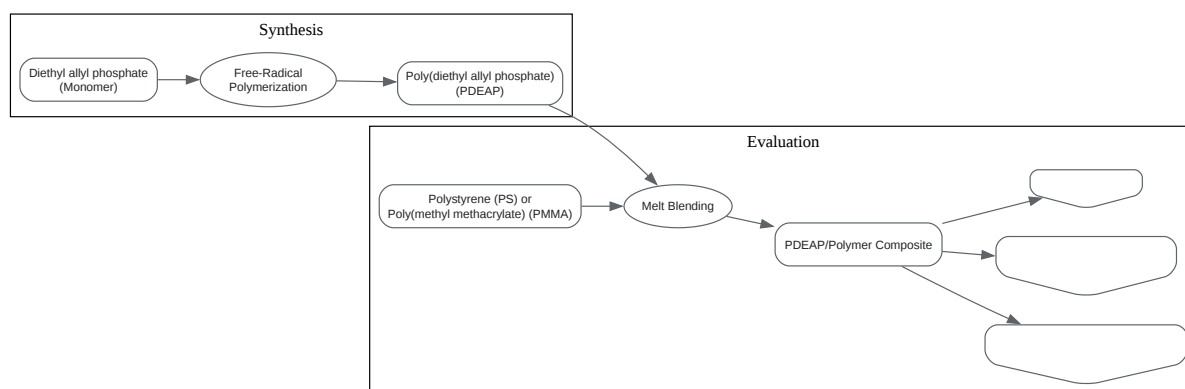 Synthesis
Diethyl allyl phosphate
(Monomer)
Free-Radical
Polymerization
Poly(diethyl allyl phosphate)
(PDEAP)
Evaluation
Polystyrene (PS) or
Poly(methyl methacrylate) (PMMA)
Melt Blending
PDEAP/Polymer Composite